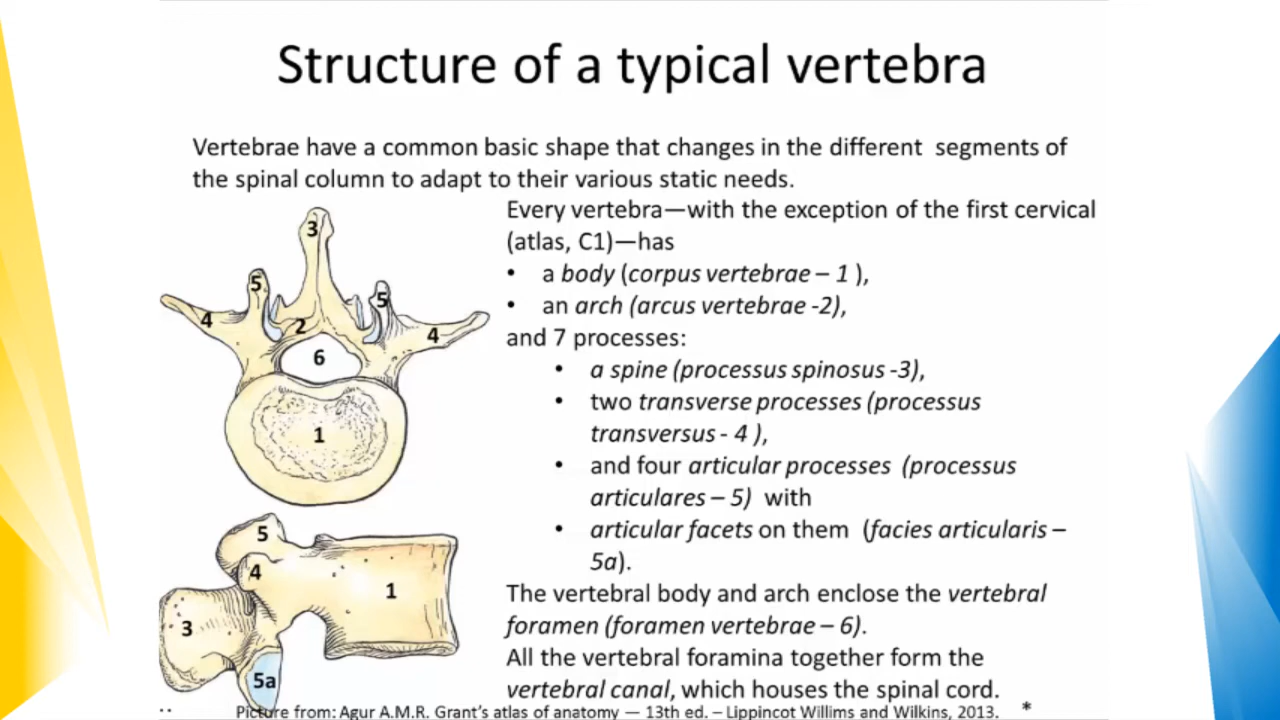 Structure of a typical vertebra
Vertebrae have a common basic shape that changes in the different segments of
the spinal column to adapt to their various static needs.
Every vertebra—with the exception of the first cervical
(atlas, C1)—has
• a body (corpus vertebrae – 1 ),
• an arch (arcus vertebrae -2),
and 7 processes:
• a spine (processus spinosus -3),
• two transverse processes (processus
transversus - 4 ),
• and four articular processes (processus
articulares – 5) with
• articular facets on them (facies articularis –
5a).
The vertebral body and arch enclose the vertebral
foramen (foramen vertebrae – 6).
All the vertebral foramina together form the
vertebral canal, which houses the spinal cord.
3
5
5
4
2
4
6
1
5
4
1
3
5a
Picture from: Agur A.M.R. Grant's atlas of anatomy — 13th ed. – Lippincot Willims and Wilkins, 2013. *